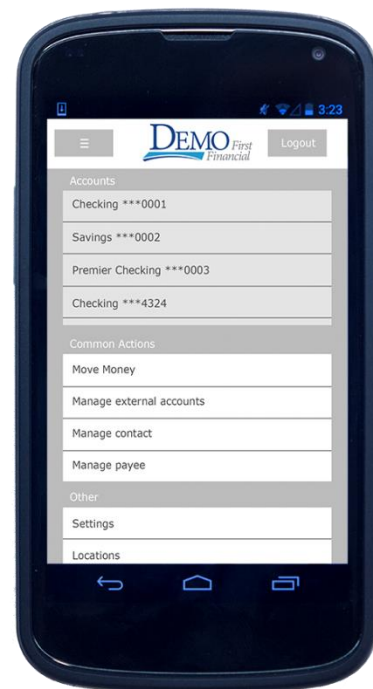 3:23
DEMO First
Financial
Logout
Accounts
Checking ***0001
Savings ***0002
Premier Checking ***0003
Checking ***4324
Common Actions
Move Money
Manage external accounts
Manage contact
Manage payee
Other
Settings
Locations